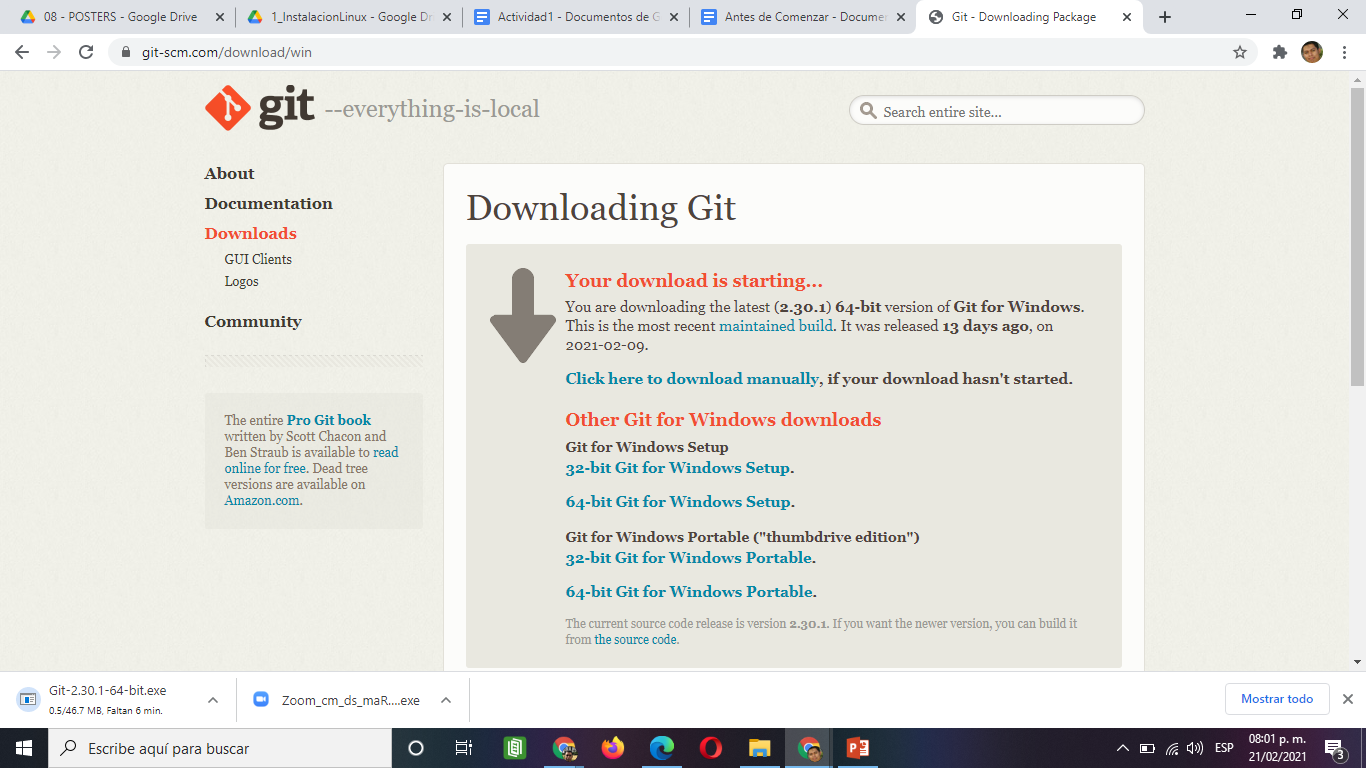 08 - POSTERS - Google Drive
1_InstalacionLinux - Google Dr
Actividad1 - Documentos de G
Antes de Comenzar - Documen
Git - Downloading Package
git-scm.com/download/win
git --everything-is-local
Search entire site...
About
Documentation
Downloads
GUI Clients
Logos
Community
The entire Pro Git book
written by Scott Chacon and
Ben Straub is available to read
online for free. Dead tree
versions are available on
Amazon.com.
Downloading Git
Your download is starting...
You are downloading the latest (2.30.1) 64-bit version of Git for Windows.
This is the most recent maintained build. It was released 13 days ago, on
2021-02-09.
Click here to download manually, if your download hasn't started.
Other Git for Windows downloads
Git for Windows Setup
32-bit Git for Windows Setup.
64-bit Git for Windows Setup.
Git for Windows Portable ("thumbdrive edition")
32-bit Git for Windows Portable.
64-bit Git for Windows Portable.
The current source code release is version 2.30.1. If you want the newer version, you can build it
from the source code.
Git-2.30.1-64-bit.exe
0.5/46.7 MB, Faltan 6 min.
Zoom_cm_ds_maR....exe
Mostrar todo
Escribe aquí para buscar
ESP
08:01 p. m.
21/02/2021
3